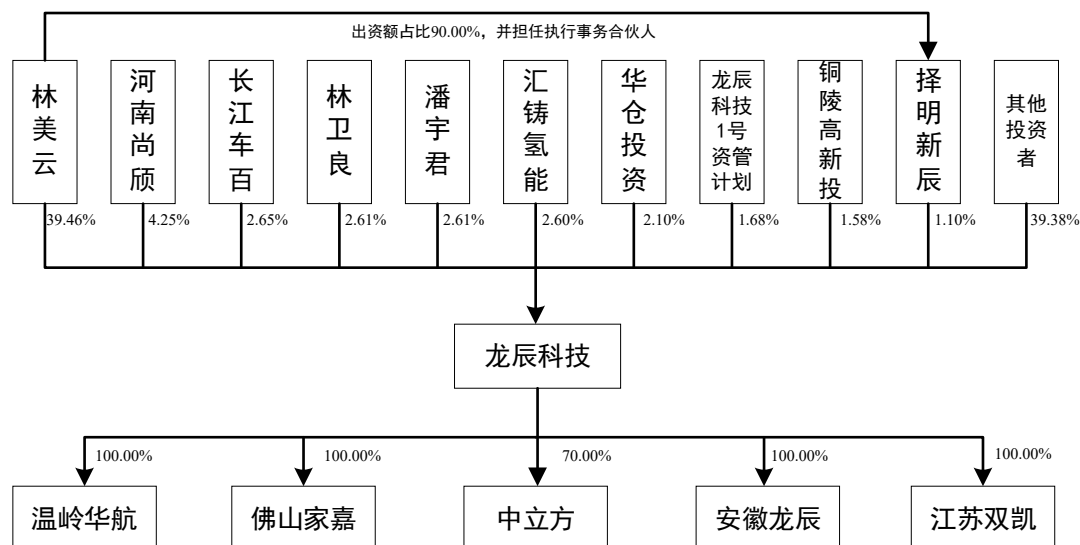 出资额占比90.00%，并担任执行事务合伙人
林美云
河南尚颀
长江车百
林卫良
潘宇君
汇铸氢能
华仓投资
龙辰
科技
1号
资管
计划
铜陵高新投
择明新辰
其他
投资
者
39.46%
4.25%
2.65%
2.61%
2.61%
2.60%
2.10%
1.68%
1.58%
1.10%
39.38%
龙辰科技
100.00%
100.00%
70.00%
100.00%
100.00%
温岭华航
佛山家嘉
中立方
安徽龙辰
江苏双凯